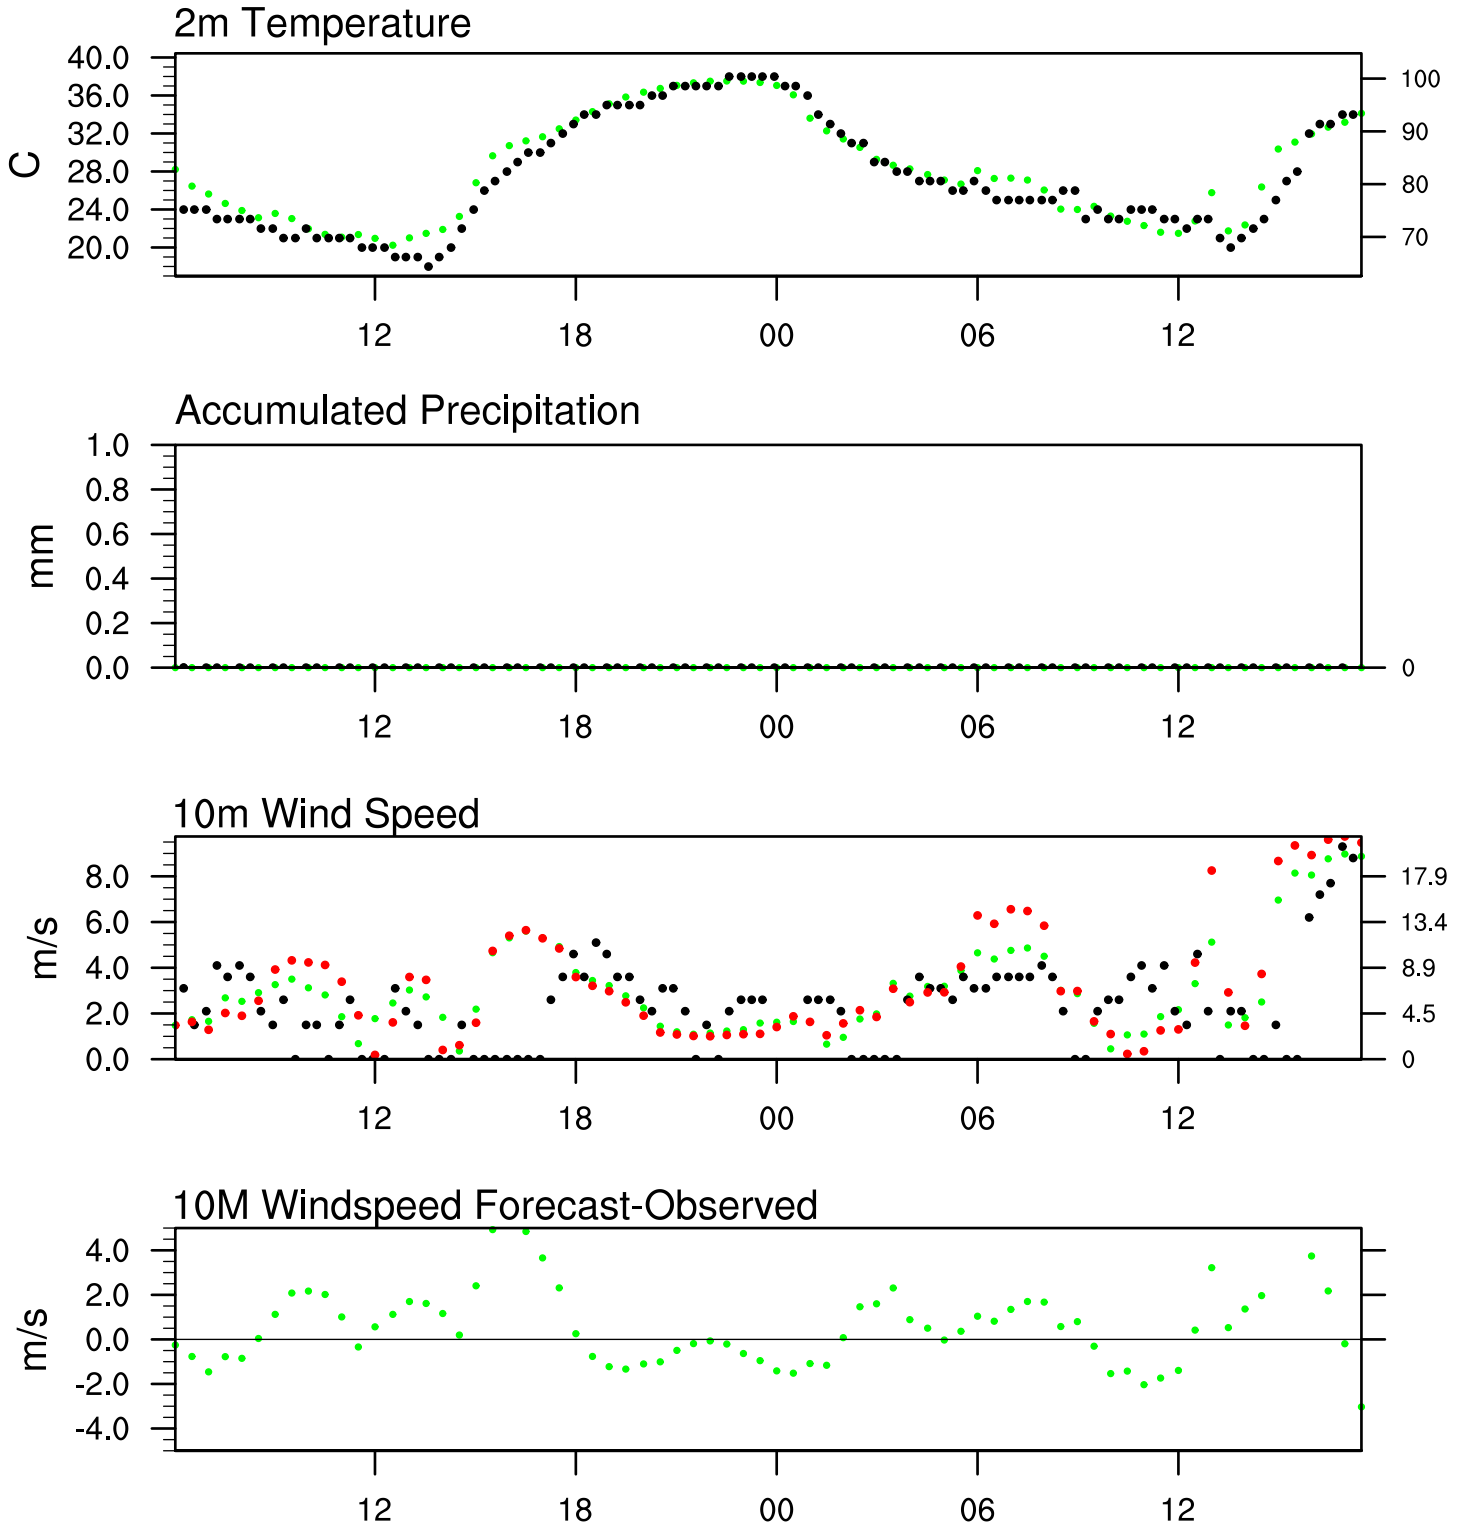 2m Temperature
40.0
36.0
32.0
28.0
24.0
20.0
C
100
90
80
70
12 18 00 06 12
Accumulated Precipitation
1.0
0.8
0.6
0.4
0.2
0.0
mm
0
12 18 00 06 12
10m Wind Speed
8.0
6.0
4.0
2.0
0.0
m/s
17.9
13.4
8.9
4.5
0
12 18 00 06 12
10M Windspeed Forecast-Observed
4.0
2.0
0.0
-2.0
-4.0
m/s
12 18 00 06 12